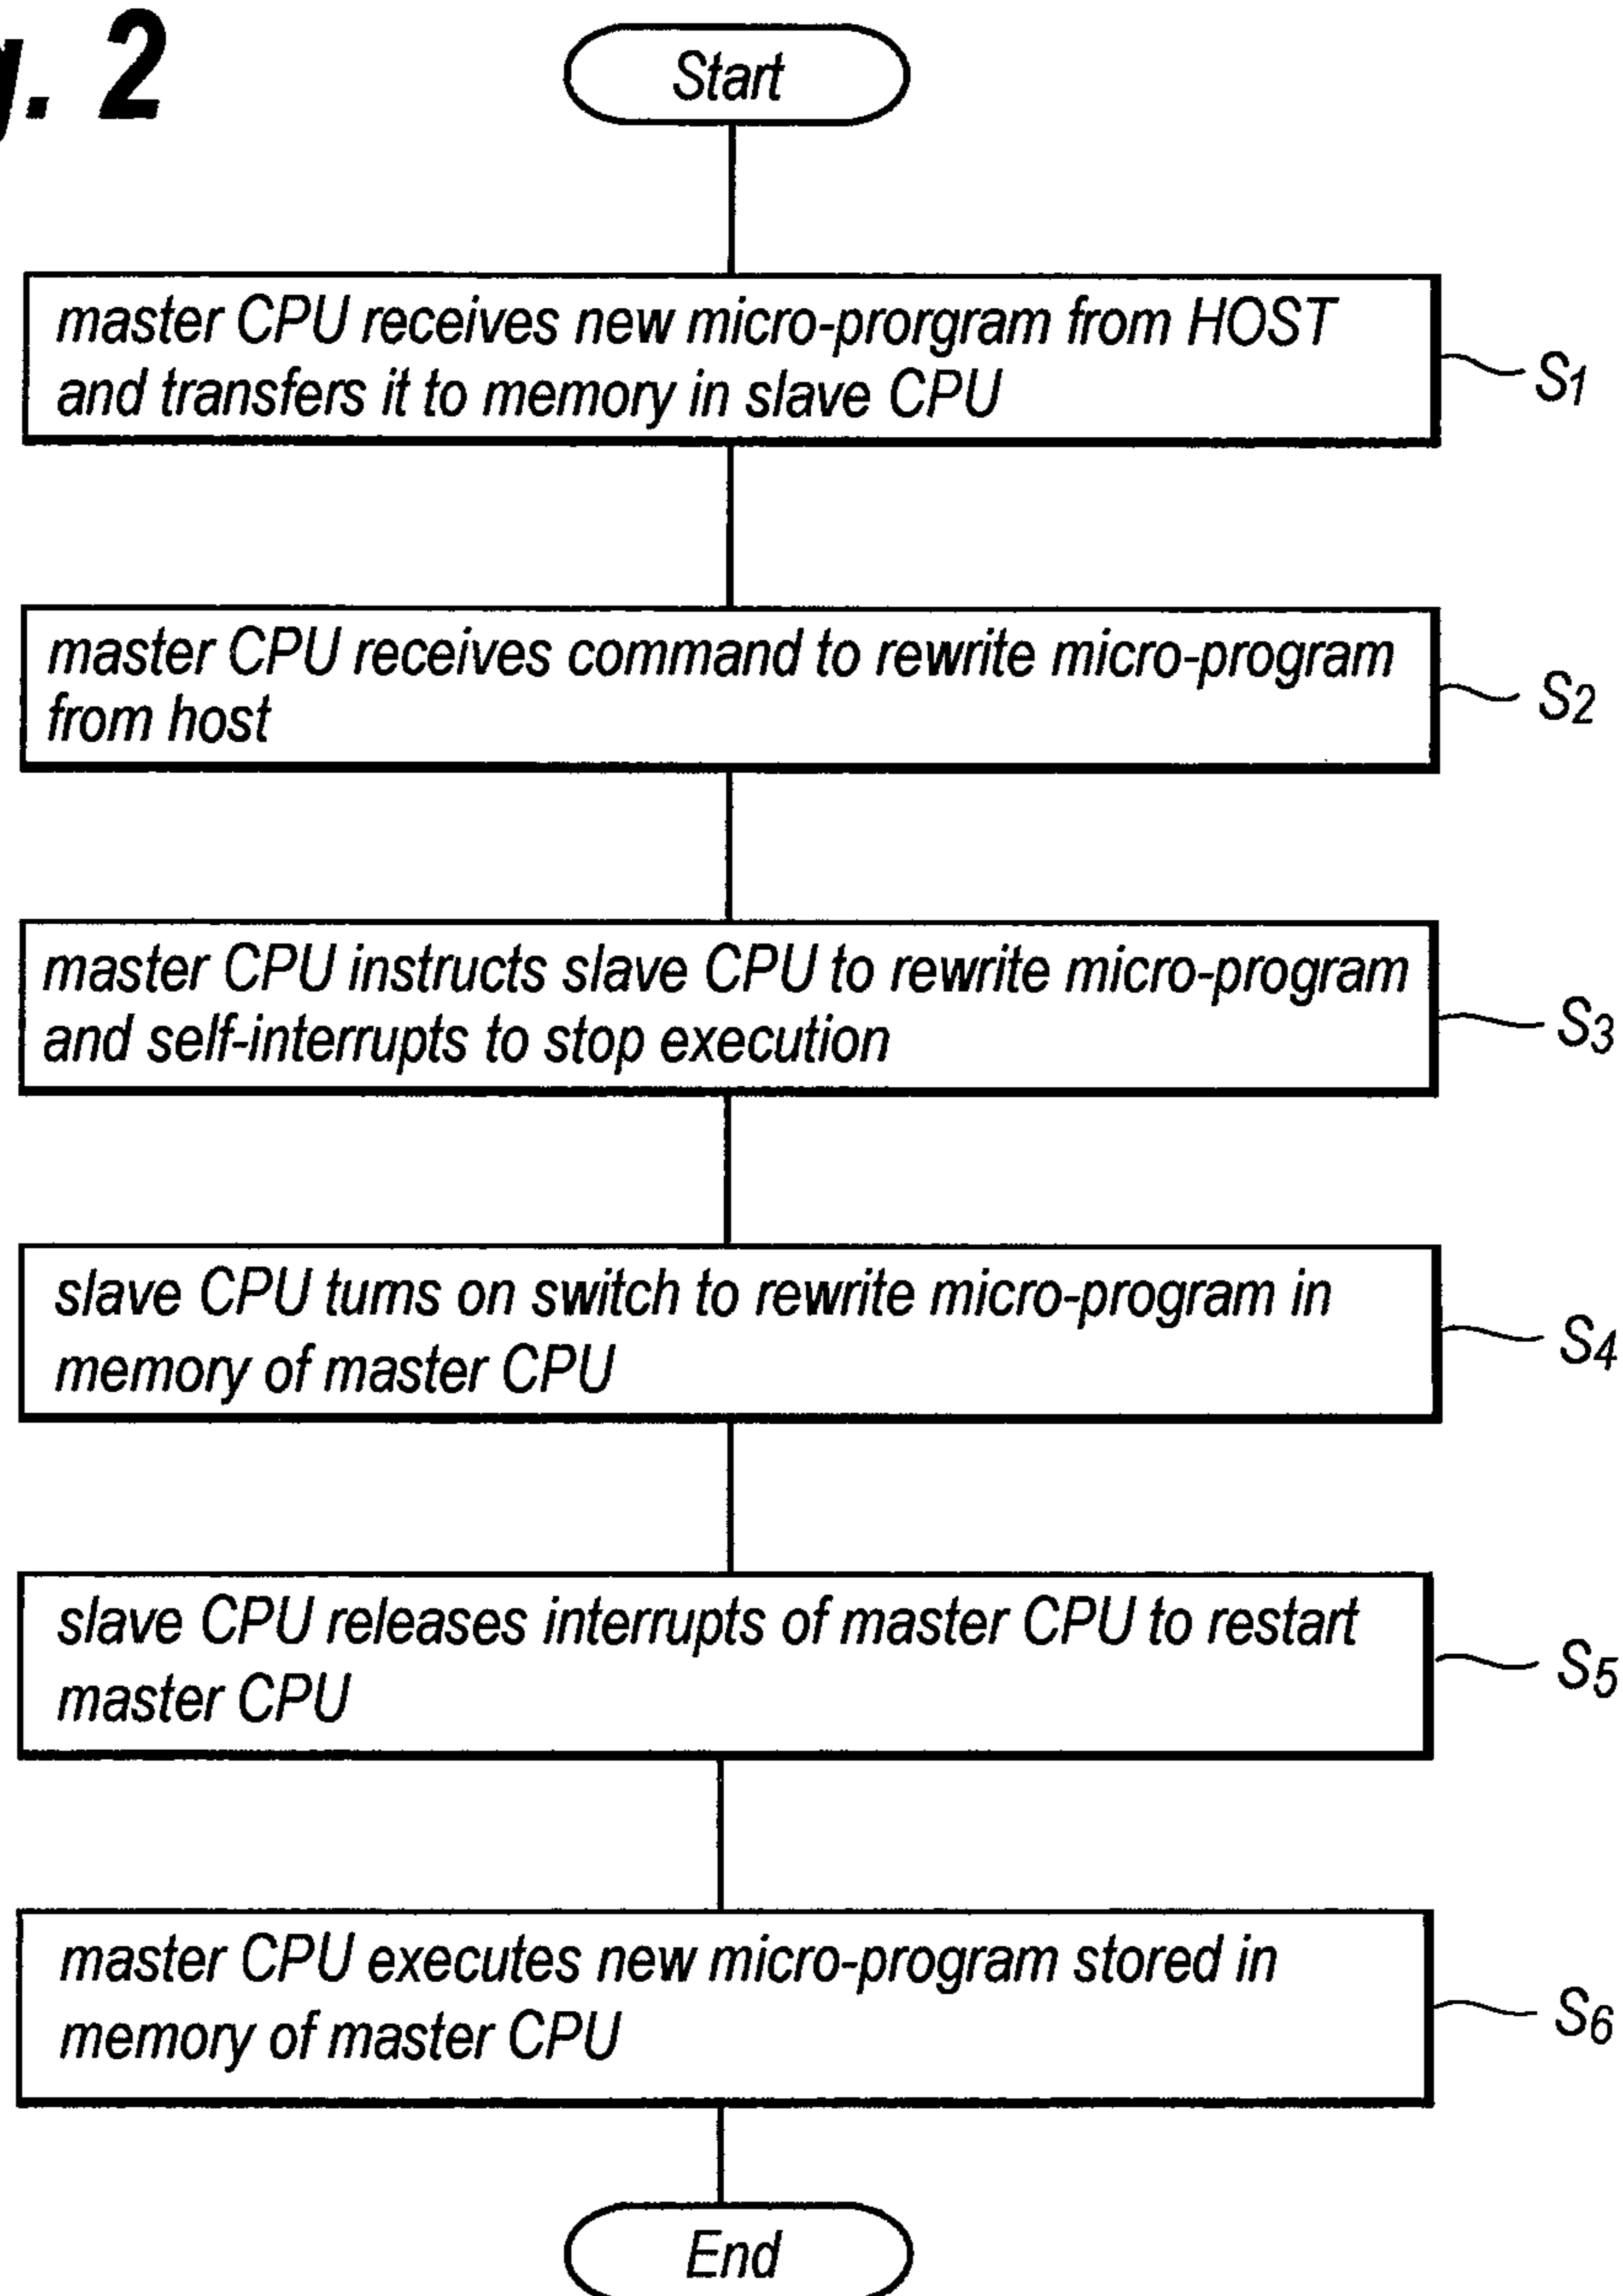 g. 2
Start
master CPU receives new micro-prorgram from HOST
and transfers it to memory in slave CPU
S1
master CPU receives command to rewrite micro-program
from host
S2
master CPU instructs slave CPU to rewrite micro-program
and self-interrupts to stop execution
S3
slave CPU turns on switch to rewrite micro-program in
memory of master CPU
S4
slave CPU releases interrupts of master CPU to restart
master CPU
S5
master CPU executes new micro-program stored in
memory of master CPU
S6
End